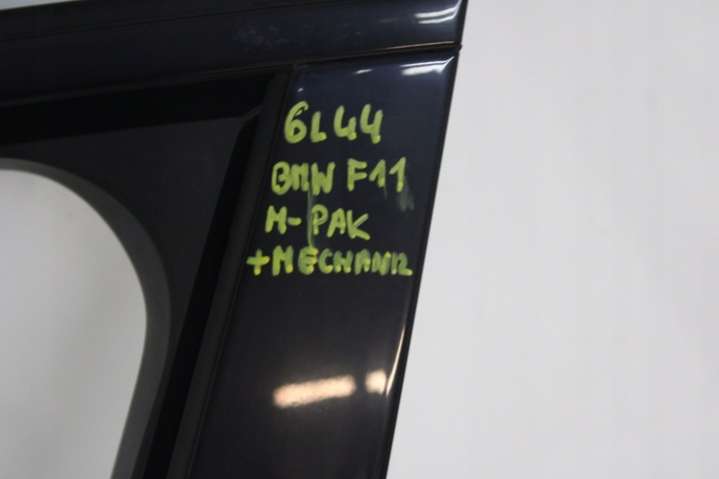 6L44
BMW F11
M-PAK
+MECHANIZ